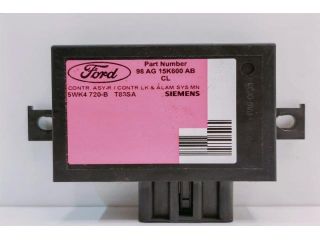 Ford
Part Number
98 AG 15K600 AB
CL
CONTR. ASY-R / CONTR LK & ALAM SYS MN
5WK4 720-B T83SA SIEMENS